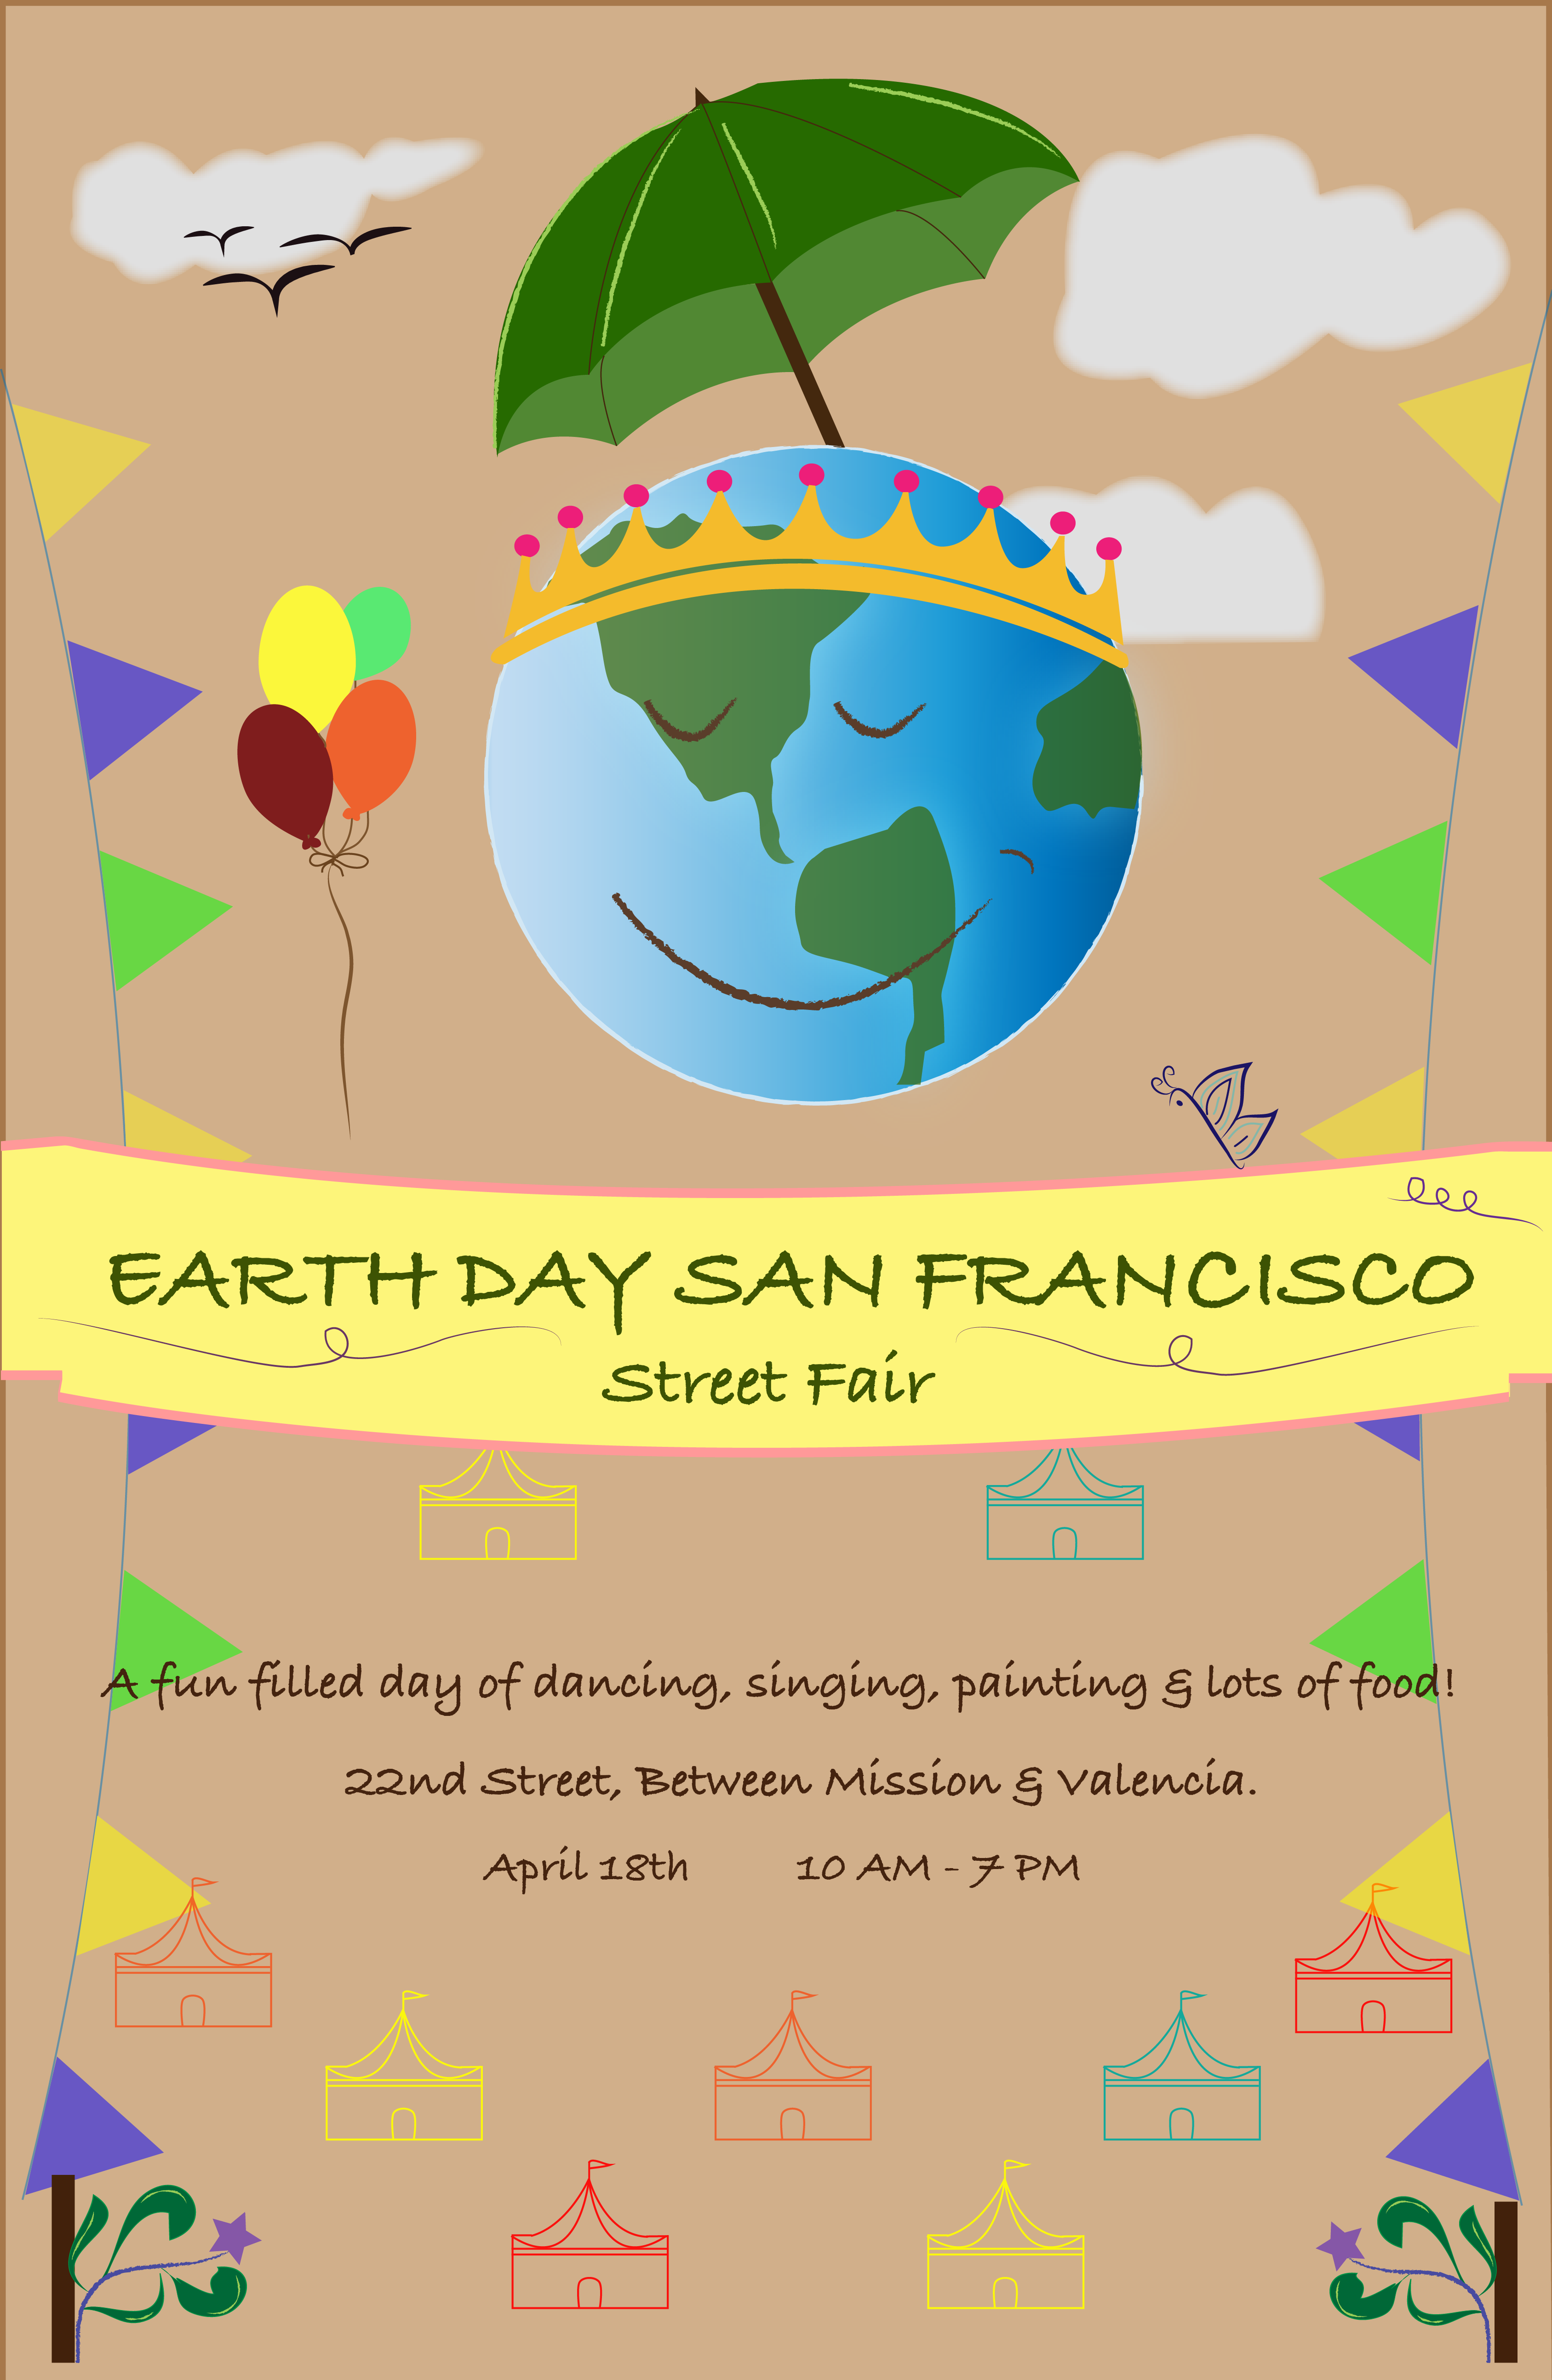 EARTH DAY SAN FRANCISCO
Street Fair
A fun filled day of dancing, singing, painting & lots of food!
22nd Street, Between Mission & Valencia.
April 18th 10 AM - 7 PM